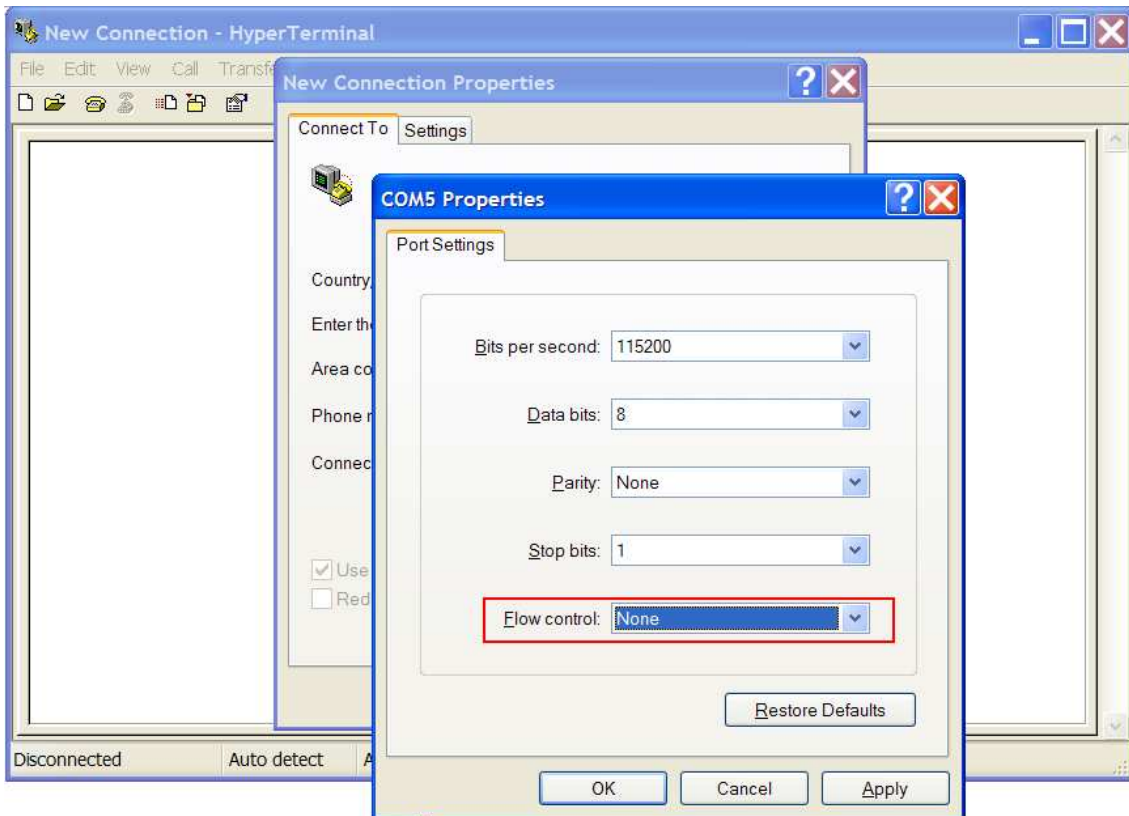 New Connection - HyperTerminal
File Edit View Call Transfe
New Connection Properties
Connect To Settings
COM5 Properties
Port Settings
Country,
Enter the
Area co
Phone n
Connec
Use
Red
Bits per second: 115200
Data bits: 8
Parity: None
Stop bits: 1
Flow control: None
Restore Defaults
Disconnected Auto detect A
OK Cancel Apply